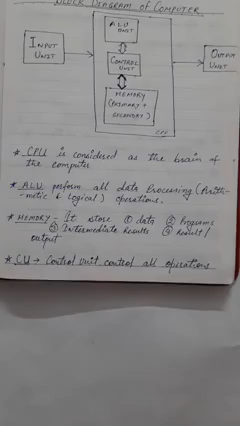 BLOCK DIAGRAM OF COMPUTER
ALU
UNIT
INPUT
UNIT
CONTROL
UNIT
OUTPUT
UNIT
MEMORY
(PRIMARY +
SECONDARY)
CPU
* CPU is considered as the brain of
the computer
* ALU perform all data Processing (Arith-
-metic & Logical) operations.
* MEMORY - It store ① data ② Programs
③ Intermediate Results ④ Result/
output
* CU → Control unit control all operations